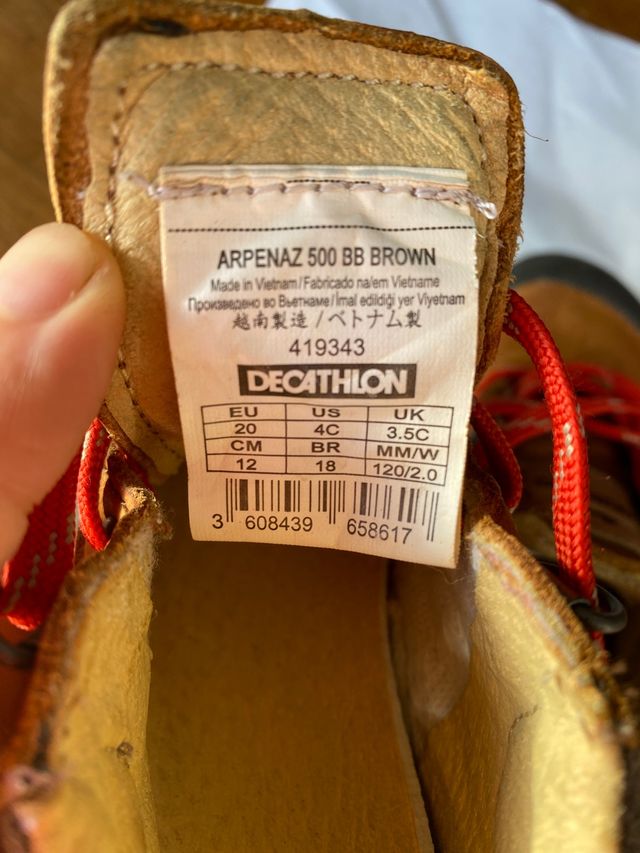 ARPENAZ 500 BB BROWN
Made in Vietnam/Fabricado na/em Vietname
Произведено во Вьетнаме/İmal edildiği yer Viyetnam
越南製造/ベトナム製
419343
DECATHLON
EU US UK
20 4C 3.5C
CM BR MM/W
12 18 120/2.0
3 608439 658617